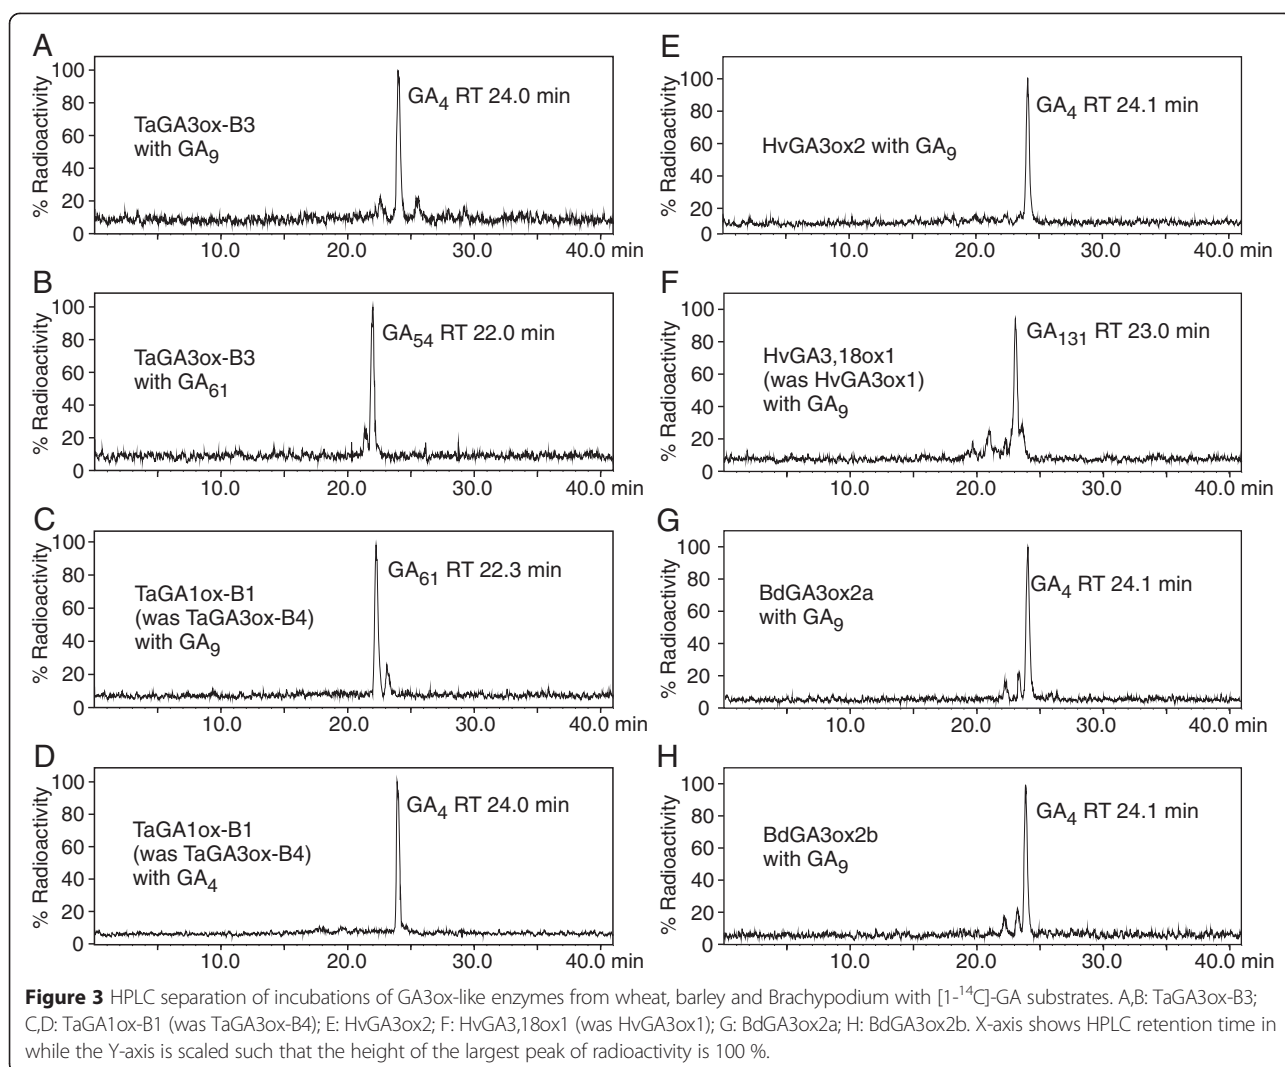 A
% Radioactivity
100
80
60
40
20
0
TaGA3ox-B3
with GA9
GA4 RT 24.0 min
10.0 20.0 30.0 40.0 min
B
% Radioactivity
100
80
60
40
20
0
TaGA3ox-B3
with GA61
GA54 RT 22.0 min
10.0 20.0 30.0 40.0 min
C
% Radioactivity
100
80
60
40
20
0
TaGA1ox-B1
(was TaGA3ox-B4)
with GA9
GA61 RT 22.3 min
10.0 20.0 30.0 40.0 min
D
% Radioactivity
100
80
60
40
20
0
TaGA1ox-B1
(was TaGA3ox-B4)
with GA4
GA4 RT 24.0 min
10.0 20.0 30.0 40.0 min
E
% Radioactivity
100
80
60
40
20
0
HvGA3ox2 with GA9
GA4 RT 24.1 min
10.0 20.0 30.0 40.0 min
F
% Radioactivity
100
80
60
40
20
0
HvGA3,18ox1
(was HvGA3ox1)
with GA9
GA131 RT 23.0 min
10.0 20.0 30.0 40.0 min
G
% Radioactivity
100
80
60
40
20
0
BdGA3ox2a
with GA9
GA4 RT 24.1 min
10.0 20.0 30.0 40.0 min
H
% Radioactivity
100
80
60
40
20
0
BdGA3ox2b
with GA9
GA4 RT 24.1 min
10.0 20.0 30.0 40.0 min
Figure 3 HPLC separation of incubations of GA3ox-like enzymes from wheat, barley and Brachypodium with [1-14C]-GA substrates. A,B: TaGA3ox-B3;
C,D: TaGA1ox-B1 (was TaGA3ox-B4); E: HvGA3ox2; F: HvGA3,18ox1 (was HvGA3ox1); G: BdGA3ox2a; H: BdGA3ox2b. X-axis shows HPLC retention time in
while the Y-axis is scaled such that the height of the largest peak of radioactivity is 100 %.